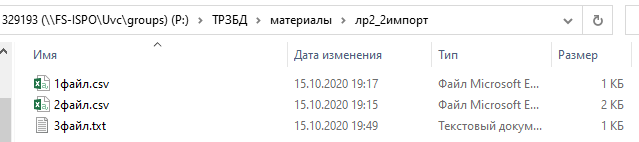 329193 (\\FS-ISPO\Uvc\groups) (P:) > ТРЗБД > материалы > лр2_2импорт
Имя Дата изменения Тип Размер
1файл.csv 15.10.2020 19:17 Файл Microsoft E... 1 КБ
2файл.csv 15.10.2020 19:15 Файл Microsoft E... 2 КБ
3файл.txt 15.10.2020 19:49 Текстовый докум... 1 КБ